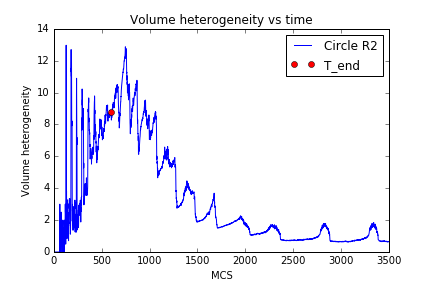 Volume heterogeneity vs time
14
12
10
8
6
4
2
0
Volume heterogeneity
Circle R2
T_end
0 500 1000 1500 2000 2500 3000 3500
MCS